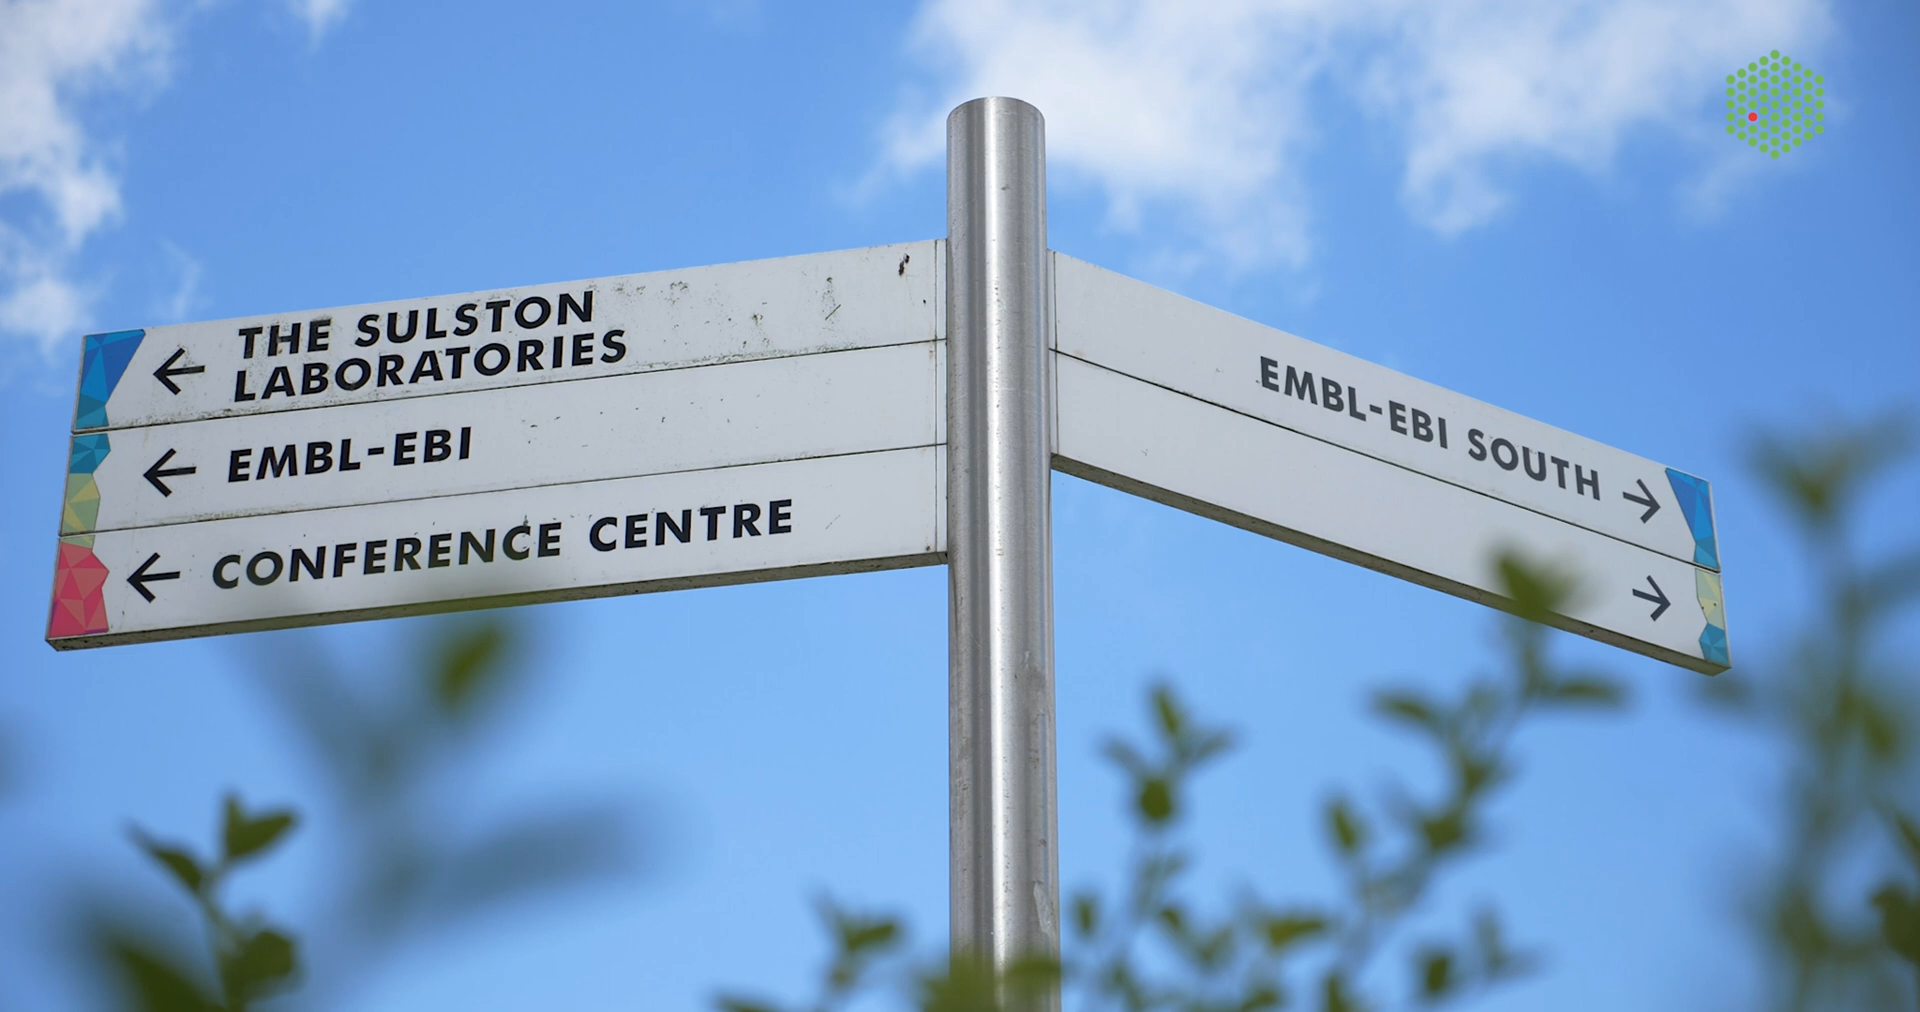 THE SULSTON
LABORATORIES
EMBL-EBI
CONFERENCE CENTRE
EMBL-EBI SOUTH